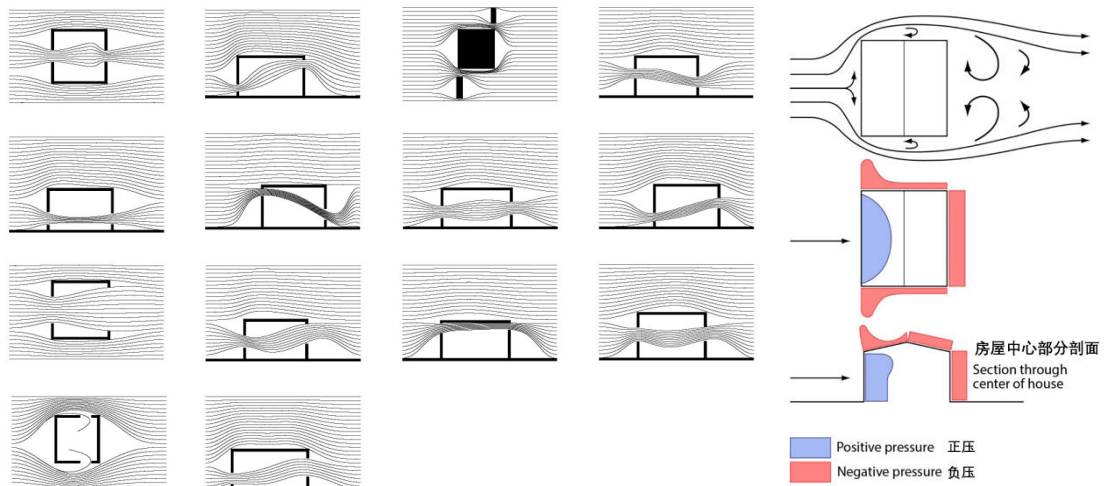 房屋中心部分剖面
Section through
center of house
Positive pressure 正压
Negative pressure 负压